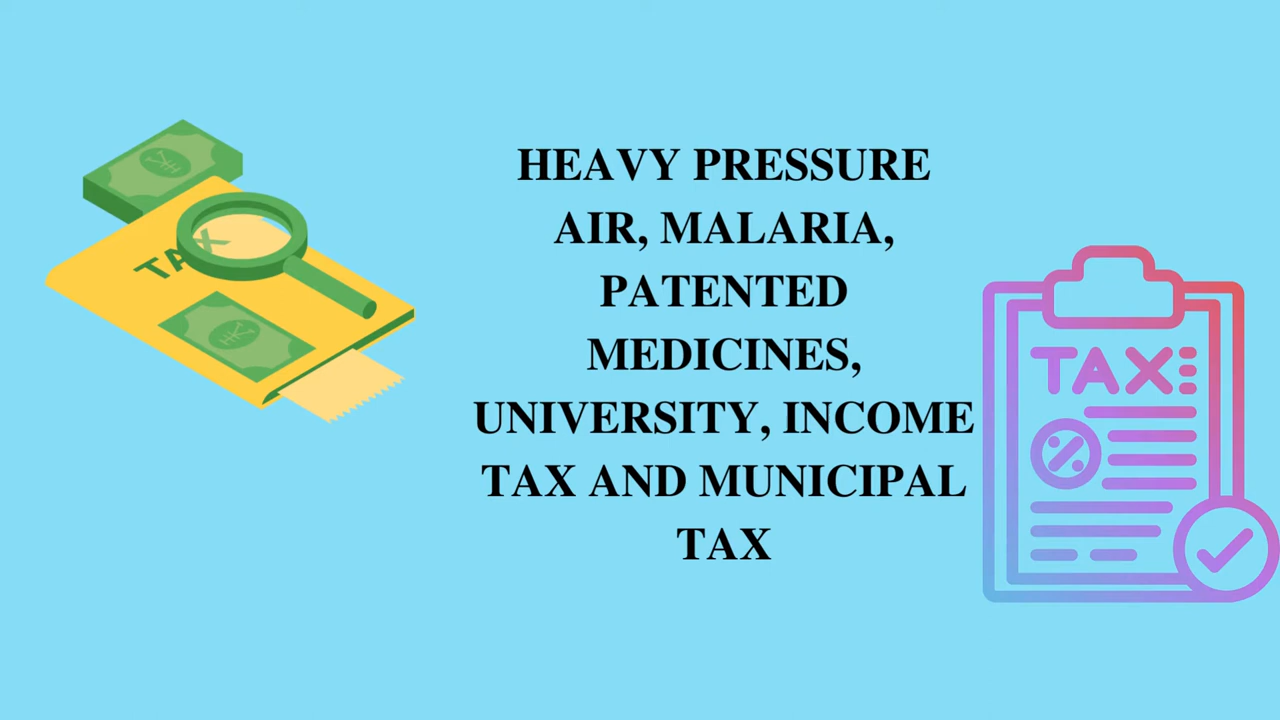 TAX
HEAVY PRESSURE
AIR, MALARIA,
PATENTED
MEDICINES,
UNIVERSITY, INCOME
TAX AND MUNICIPAL
TAX
TAX
%